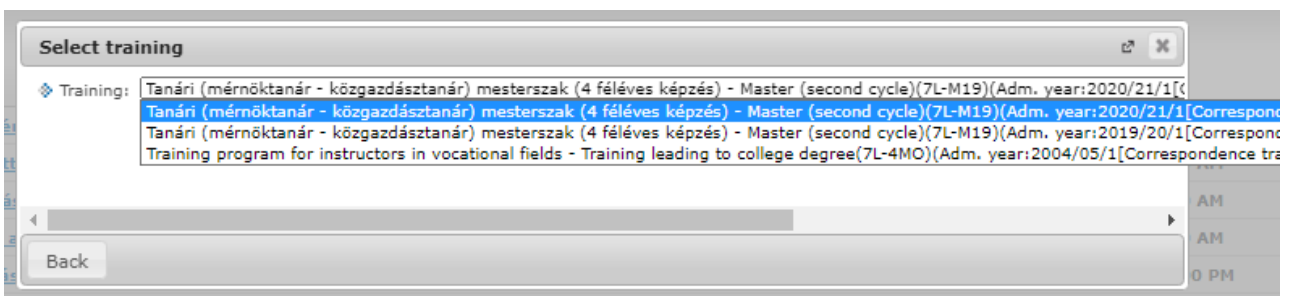 Select training
Training:
Tanári (mérnöktanár - közgazdásztanár) mesterszak (4 féléves képzés) - Master (second cycle)(7L-M19)(Adm. year:2020/21/1[
Tanári (mérnöktanár - közgazdásztanár) mesterszak (4 féléves képzés) - Master (second cycle)(7L-M19)(Adm. year:2020/21/1[Correspond
Tanári (mérnöktanár - közgazdásztanár) mesterszak (4 féléves képzés) - Master (second cycle)(7L-M19)(Adm. year:2019/20/1[Correspond
Training program for instructors in vocational fields - Training leading to college degree(7L-4MO)(Adm. year:2004/05/1[Correspondence tra
AM
AM
Back
0 PM